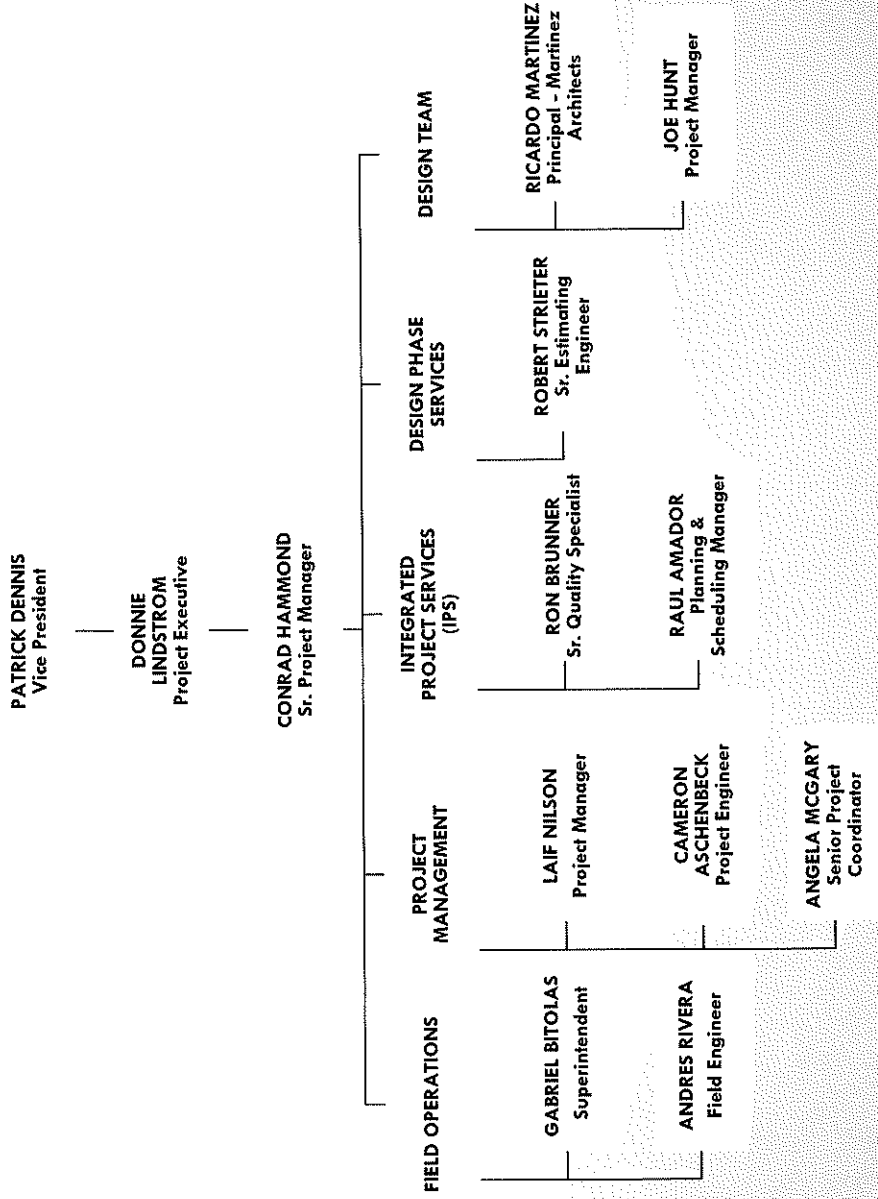 PATRICK DENNIS
Vice President
DONNIE
LINDSTROM
Project Executive
CONRAD HAMMOND
Sr. Project Manager
FIELD OPERATIONS
GABRIEL BITOLAS
Superintendent
ANDRES RIVERA
Field Engineer
PROJECT
MANAGEMENT
LAIF NILSON
Project Manager
CAMERON
ASCHENBECK
Project Engineer
ANGELA MCGARY
Senior Project
Coordinator
INTEGRATED
PROJECT SERVICES
(IPS)
RON BRUNNER
Sr. Quality Specialist
RAUL AMADOR
Planning &
Scheduling Manager
DESIGN PHASE
SERVICES
ROBERT STRIETER
Sr. Estimating
Engineer
DESIGN TEAM
RICARDO MARTINEZ
Principal - Martinez
Architects
JOE HUNT
Project Manager